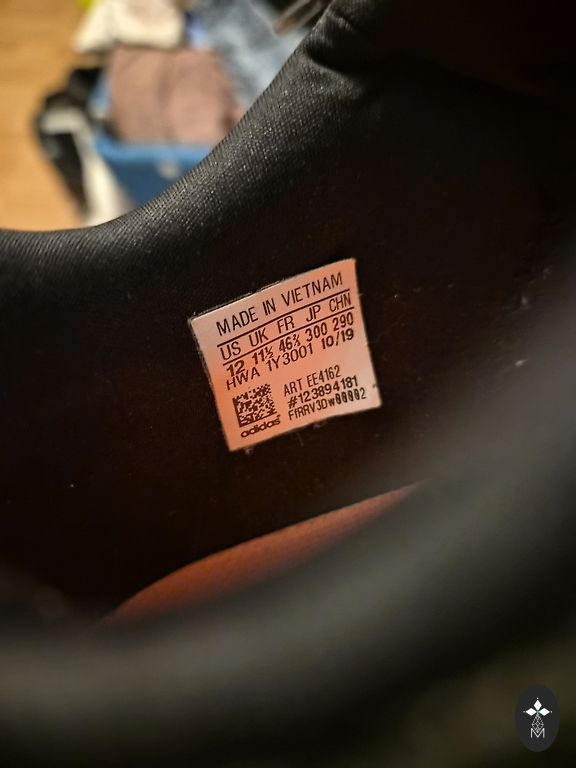 MADE IN VIETNAM
US UK FR JP CHN
12 11½ 46⅔ 300 290
HWA 1Y3001 10/19
ART EE4162
#123894181
adidas
M